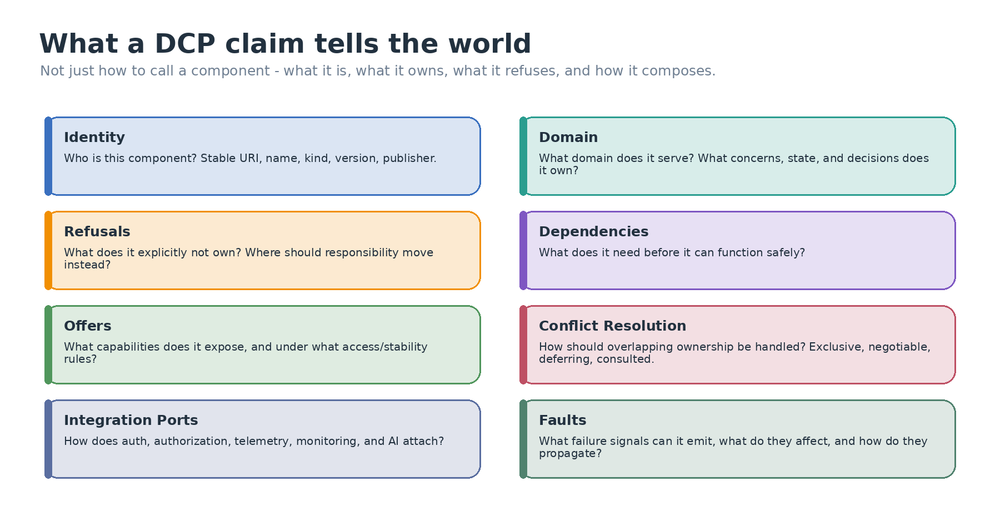 What a DCP claim tells the world
Not just how to call a component - what it is, what it owns, what it refuses, and how it composes.
Identity
Who is this component? Stable URI, name, kind, version, publisher.
Domain
What domain does it serve? What concerns, state, and decisions does
it own?
Refusals
What does it explicitly not own? Where should responsibility move
instead?
Dependencies
What does it need before it can function safely?
Offers
What capabilities does it expose, and under what access/stability
rules?
Conflict Resolution
How should overlapping ownership be handled? Exclusive, negotiable,
deferring, consulted.
Integration Ports
How does auth, authorization, telemetry, monitoring, and AI attach?
Faults
What failure signals can it emit, what do they affect, and how do they
propagate?